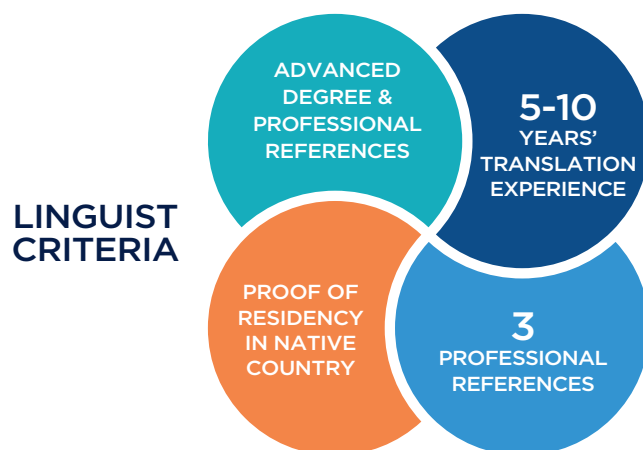 LINGUIST
CRITERIA
ADVANCED
DEGREE &
PROFESSIONAL
REFERENCES
5-10
YEARS'
TRANSLATION
EXPERIENCE
PROOF OF
RESIDENCY
IN NATIVE
COUNTRY
3
PROFESSIONAL
REFERENCES